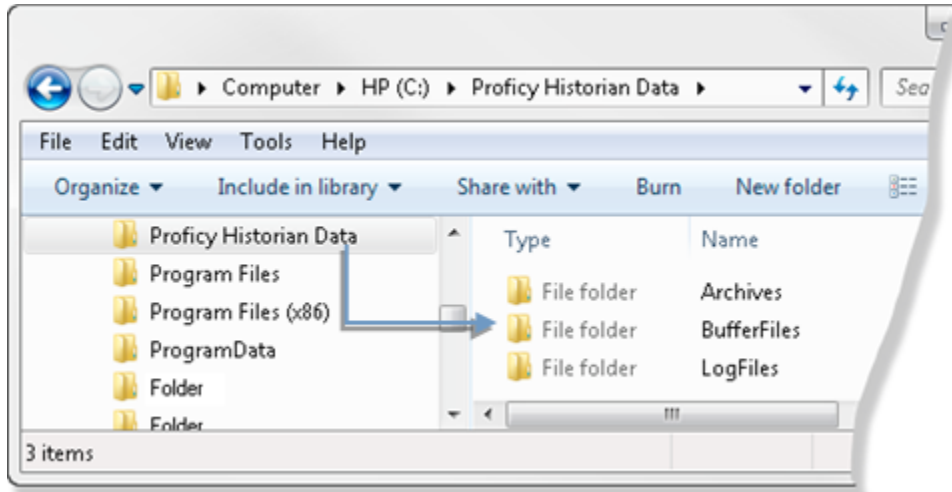 Computer HP (C:) Proficy Historian Data Sea
File Edit View Tools Help
Organize Include in library Share with Burn New folder
Proficy Historian Data
Program Files
Program Files (x86)
ProgramData
Folder
Folder
Type Name
File folder Archives
File folder BufferFiles
File folder LogFiles
3 items